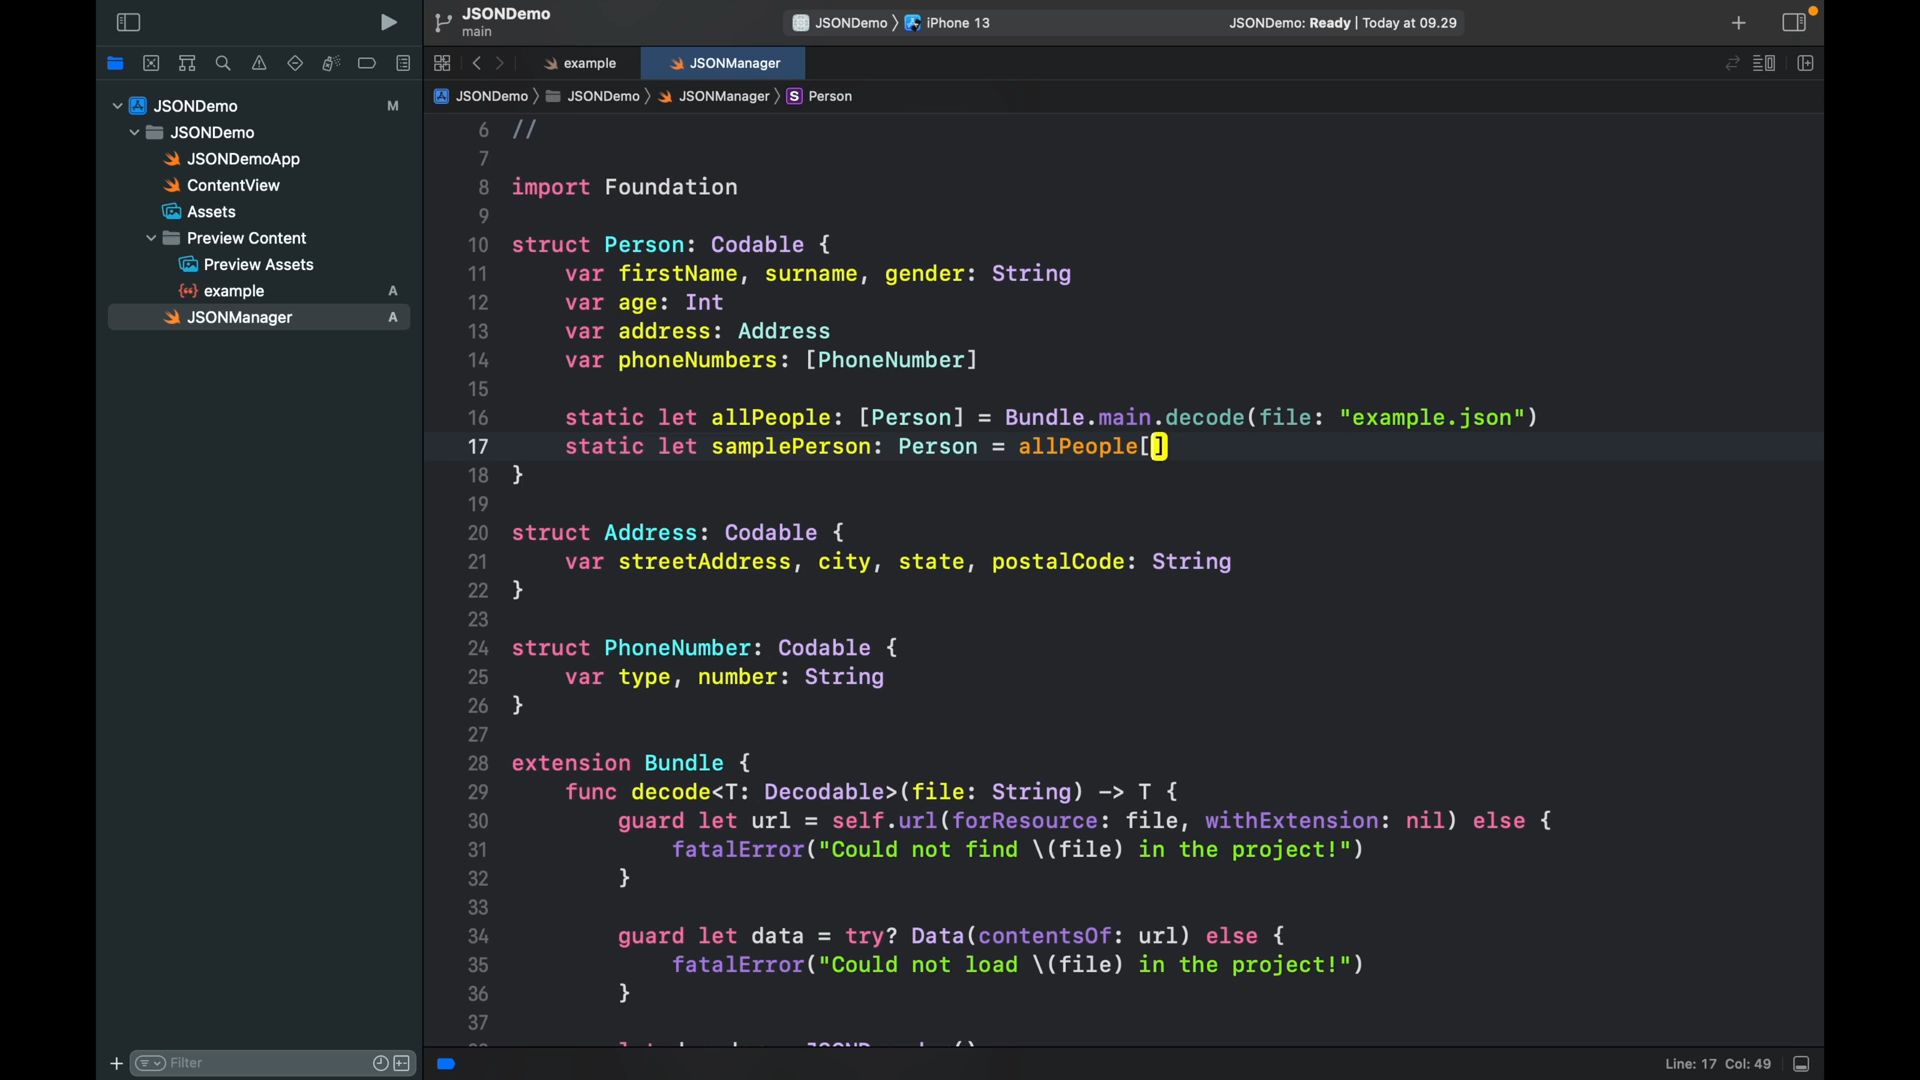 JSONDemo
main
JSONDemo
iPhone 13
JSONDemo: Ready | Today at 09.29
example
JSONManager
JSONDemo
JSONDemo
JSONManager
S
Person
JSONDemo M
JSONDemo
JSONDemoApp
ContentView
Assets
Preview Content
Preview Assets
example A
JSONManager A
Filter
6 //
7
8 import Foundation
9
10 struct Person: Codable {
11 var firstName, surname, gender: String
12 var age: Int
13 var address: Address
14 var phoneNumbers: [PhoneNumber]
15
16 static let allPeople: [Person] = Bundle.main.decode(file: "example.json")
17 static let samplePerson: Person = allPeople[]
18 }
19
20 struct Address: Codable {
21 var streetAddress, city, state, postalCode: String
22 }
23
24 struct PhoneNumber: Codable {
25 var type, number: String
26 }
27
28 extension Bundle {
29 func decode<T: Decodable>(file: String) -> T {
30 guard let url = self.url(forResource: file, withExtension: nil) else {
31 fatalError("Could not find \(file) in the project!")
32 }
33
34 guard let data = try? Data(contentsOf: url) else {
35 fatalError("Could not load \(file) in the project!")
36 }
37
Line: 17 Col: 49